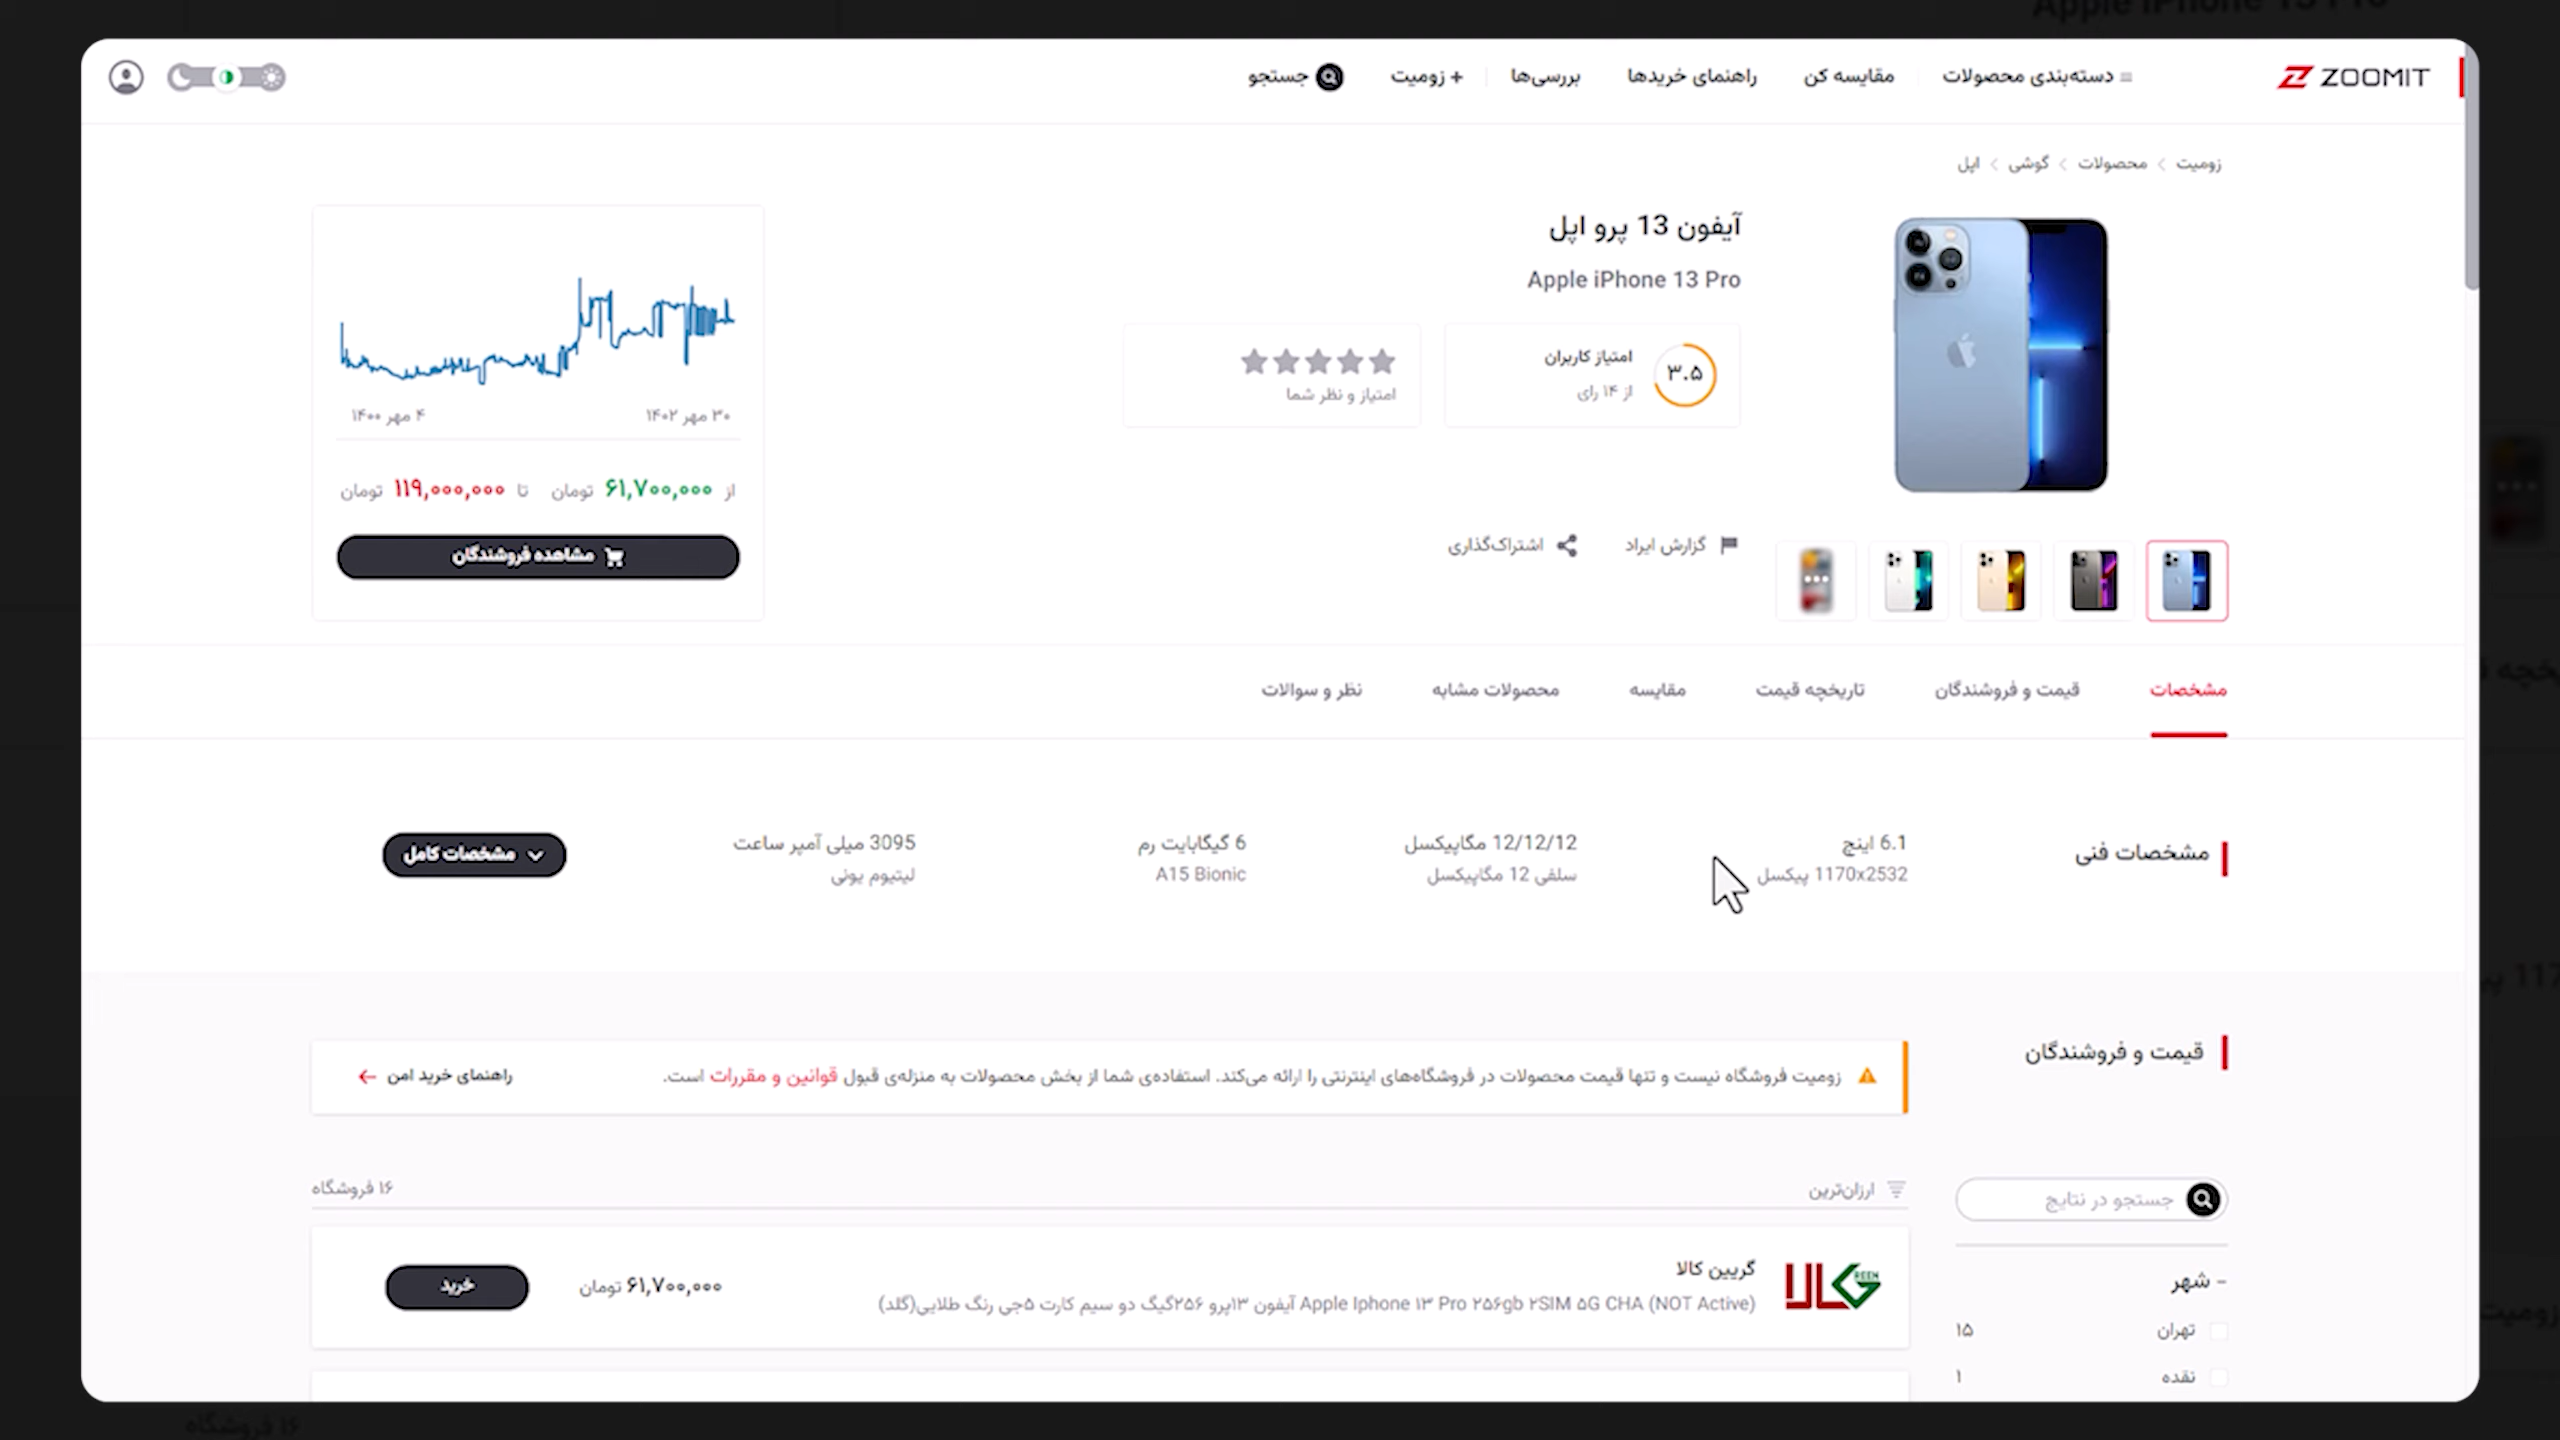 ZOOMIT
دسته‌بندی محصولات
مقایسه کن
راهنمای خریدها
بررسی‌ها
+ زومیت
جستجو
زومیت > محصولات > گوشی > اپل
آیفون 13 پرو اپل
Apple iPhone 13 Pro
۳.۵
امتیاز کاربران
از ۱۴ رای
امتیاز و نظر شما
گزارش ایراد
اشتراک‌گذاری
۳۰ مهر ۱۴۰۲
۴ مهر ۱۴۰۰
از ۶۱,۷۰۰,۰۰۰ تومان تا ۱۱۹,۰۰۰,۰۰۰ تومان
مشاهده فروشندگان
مشخصات
قیمت و فروشندگان
تاریخچه قیمت
مقایسه
محصولات مشابه
نظر و سوالات
مشخصات فنی
6.1 اینچ
1170x2532 پیکسل
12/12/12 مگاپیکسل
سلفی 12 مگاپیکسل
6 گیگابایت رم
A15 Bionic
3095 میلی آمپر ساعت
لیتیوم یونی
مشخصات کامل
قیمت و فروشندگان
زومیت فروشگاه نیست و تنها قیمت محصولات در فروشگاه‌های اینترنتی را ارائه می‌کند. استفاده‌ی شما از بخش محصولات به منزله‌ی قبول قوانین و مقررات است.
راهنمای خرید امن
جستجو در نتایج
ارزان‌ترین
۱۶ فروشگاه
گریین کالا
Apple Iphone ۱۳ Pro ۲۵۶gb ۲SIM ۵G CHA (NOT Active) آیفون ۱۳پرو ۲۵۶گیگ دو سیم کارت ۵جی رنگ طلایی(گلد)
۶۱,۷۰۰,۰۰۰ تومان
خرید
GREEN کالا
- شهر
تهران ۱۵
نقده ۱